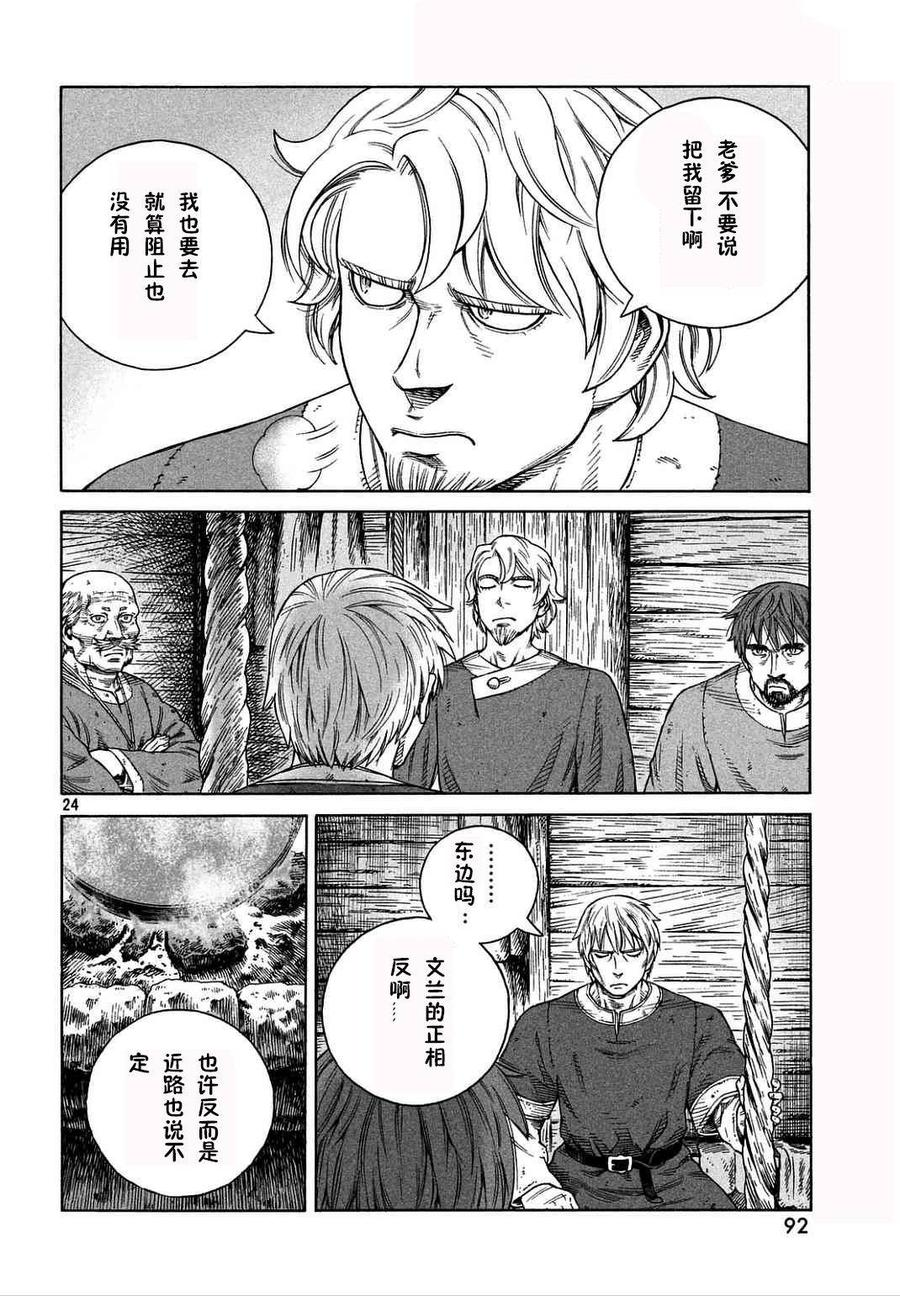 老爹 不要说
把我留下啊
我也要去
就算阻止也
没有用
24
………
东边吗…
文兰的正相
反啊……
也许反而是
近路也说不
定
92